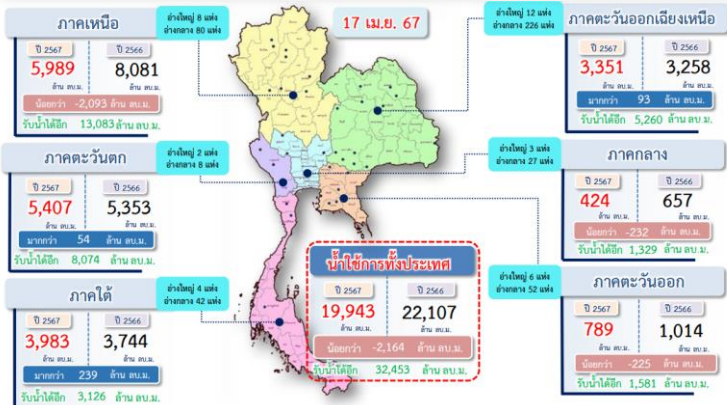 17 เม.ย. 67
ภาคเหนือ
อ่างใหญ่ 8 แห่ง
อ่างกลาง 80 แห่ง
ปี 2567 ปี 2566
5,989 8,081
ล้าน ลบ.ม. ล้าน ลบ.ม.
น้อยกว่า -2,093 ล้าน ลบ.ม.
รับน้ำได้อีก 13,083 ล้าน ลบ.ม.
ภาคตะวันตก
อ่างใหญ่ 2 แห่ง
อ่างกลาง 8 แห่ง
ปี 2567 ปี 2566
5,407 5,353
ล้าน ลบ.ม. ล้าน ลบ.ม.
มากกว่า 54 ล้าน ลบ.ม.
รับน้ำได้อีก 8,074 ล้าน ลบ.ม.
ภาคใต้
อ่างใหญ่ 4 แห่ง
อ่างกลาง 42 แห่ง
ปี 2567 ปี 2566
3,983 3,744
ล้าน ลบ.ม. ล้าน ลบ.ม.
มากกว่า 239 ล้าน ลบ.ม.
รับน้ำได้อีก 3,126 ล้าน ลบ.ม.
น้ำใช้การทั้งประเทศ
ปี 2567 ปี 2566
19,943 22,107
ล้าน ลบ.ม. ล้าน ลบ.ม.
น้อยกว่า -2,164 ล้าน ลบ.ม.
รับน้ำได้อีก 32,453 ล้าน ลบ.ม.
อ่างใหญ่ 12 แห่ง
อ่างกลาง 226 แห่ง
ภาคตะวันออกเฉียงเหนือ
ปี 2567 ปี 2566
3,351 3,258
ล้าน ลบ.ม. ล้าน ลบ.ม.
มากกว่า 93 ล้าน ลบ.ม.
รับน้ำได้อีก 5,260 ล้าน ลบ.ม.
อ่างใหญ่ 3 แห่ง
อ่างกลาง 27 แห่ง
ภาคกลาง
ปี 2567 ปี 2566
424 657
ล้าน ลบ.ม. ล้าน ลบ.ม.
น้อยกว่า -232 ล้าน ลบ.ม.
รับน้ำได้อีก 1,329 ล้าน ลบ.ม.
อ่างใหญ่ 6 แห่ง
อ่างกลาง 52 แห่ง
ภาคตะวันออก
ปี 2567 ปี 2566
789 1,014
ล้าน ลบ.ม. ล้าน ลบ.ม.
น้อยกว่า -225 ล้าน ลบ.ม.
รับน้ำได้อีก 1,581 ล้าน ลบ.ม.